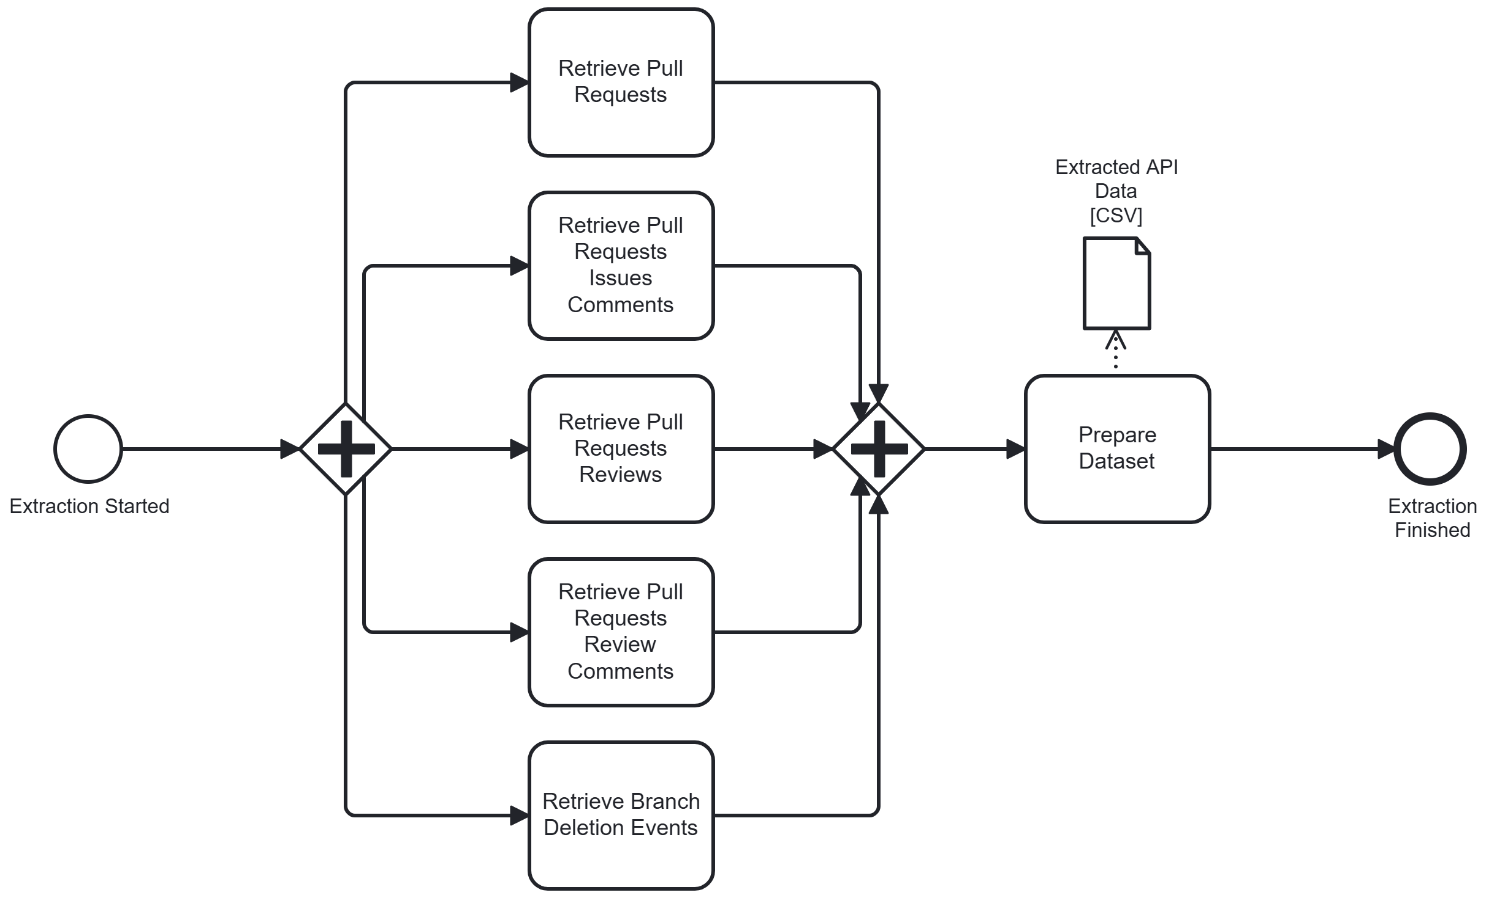 Extraction Started
Retrieve Pull
Requests
Retrieve Pull
Requests
Issues
Comments
Retrieve Pull
Requests
Reviews
Retrieve Pull
Requests
Review
Comments
Retrieve Branch
Deletion Events
Extracted API
Data
[CSV]
Prepare
Dataset
Extraction
Finished